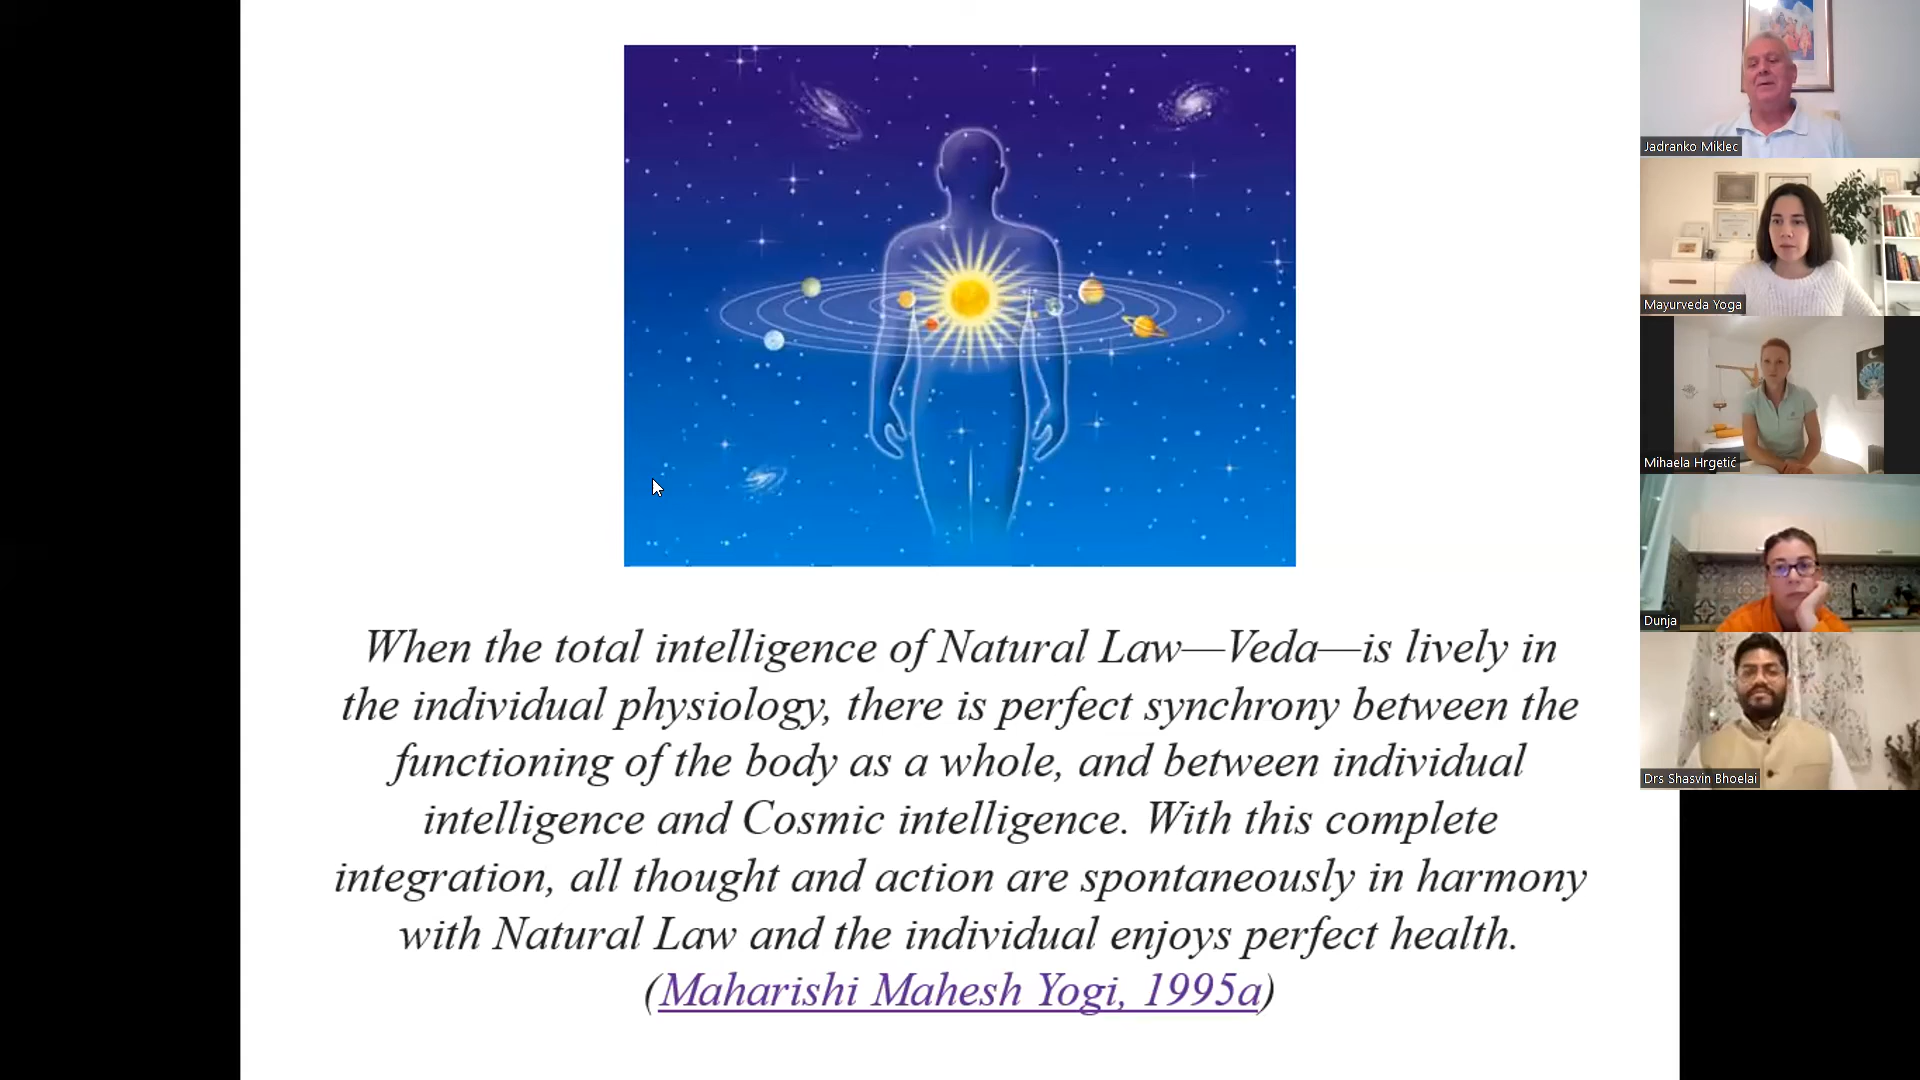 When the total intelligence of Natural Law—Veda—is lively in
the individual physiology, there is perfect synchrony between the
functioning of the body as a whole, and between individual
intelligence and Cosmic intelligence. With this complete
integration, all thought and action are spontaneously in harmony
with Natural Law and the individual enjoys perfect health.
(Maharishi Mahesh Yogi, 1995a)
Jadranko Miklec
Mayurveda Yoga
Mihaela Hrgetić
Dunja
Drs Shasvin Bhoelai